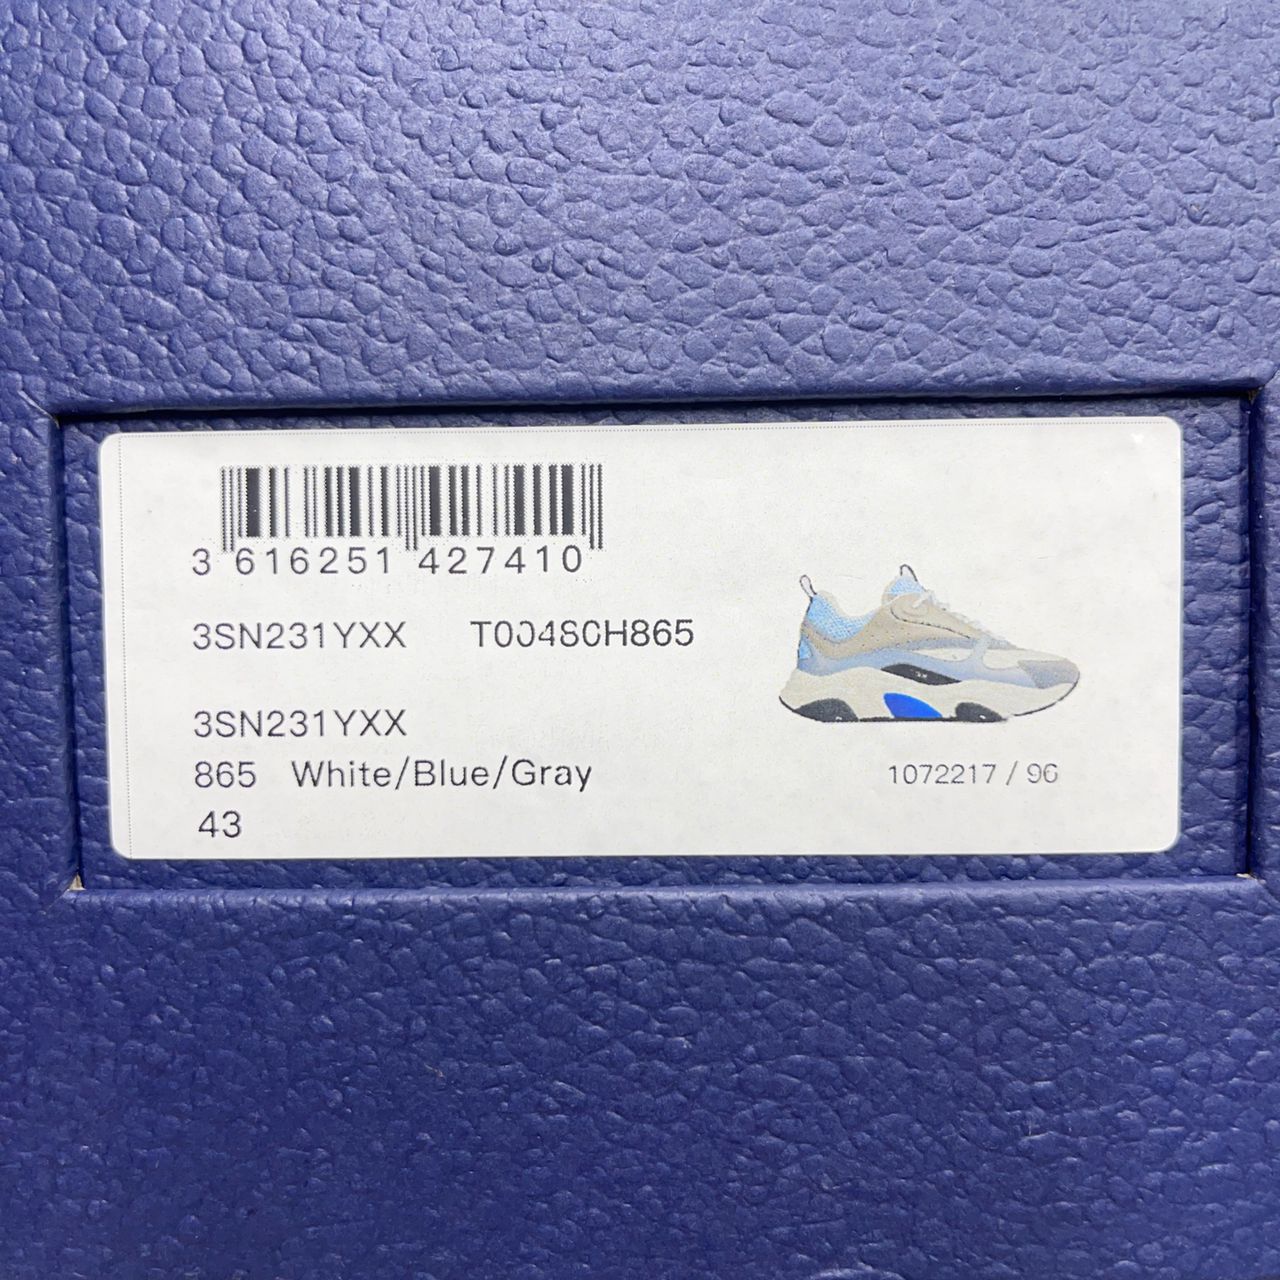 3 616251 427410
3SN231YXX T004SCH865
3SN231YXX
865 White/Blue/Gray
43
1072217 / 96